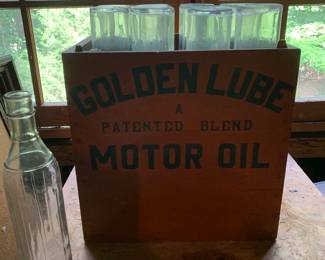 GOLDEN LUBE
A
PATENTED BLEND
MOTOR OIL